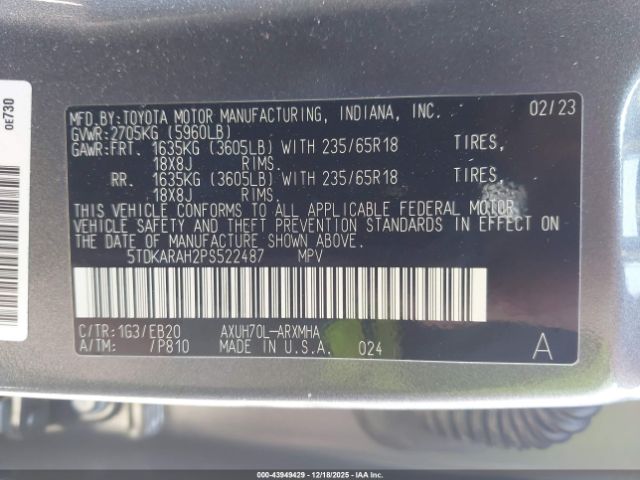 0E730
MFD.BY:TOYOTA MOTOR MANUFACTURING, INDIANA, INC. 02/23
GVWR:2705KG (5960LB)
GAWR:FRT. 1635KG (3605LB) WITH 235/65R18 TIRES,
18X8J RIMS.
RR. 1635KG (3605LB) WITH 235/65R18 TIRES,
18X8J RIMS.
THIS VEHICLE CONFORMS TO ALL APPLICABLE FEDERAL MOTOR
VEHICLE SAFETY AND THEFT PREVENTION STANDARDS IN EFFECT ON
THE DATE OF MANUFACTURE SHOWN ABOVE.
5TDKARAH2PS522487 MPV
C/TR:1G3/EB20 AXUH70L-ARXMHA
A/TM: /P810 MADE IN U.S.A. 024 A
000-43949429 - 12/18/2025 - IAAI.COM